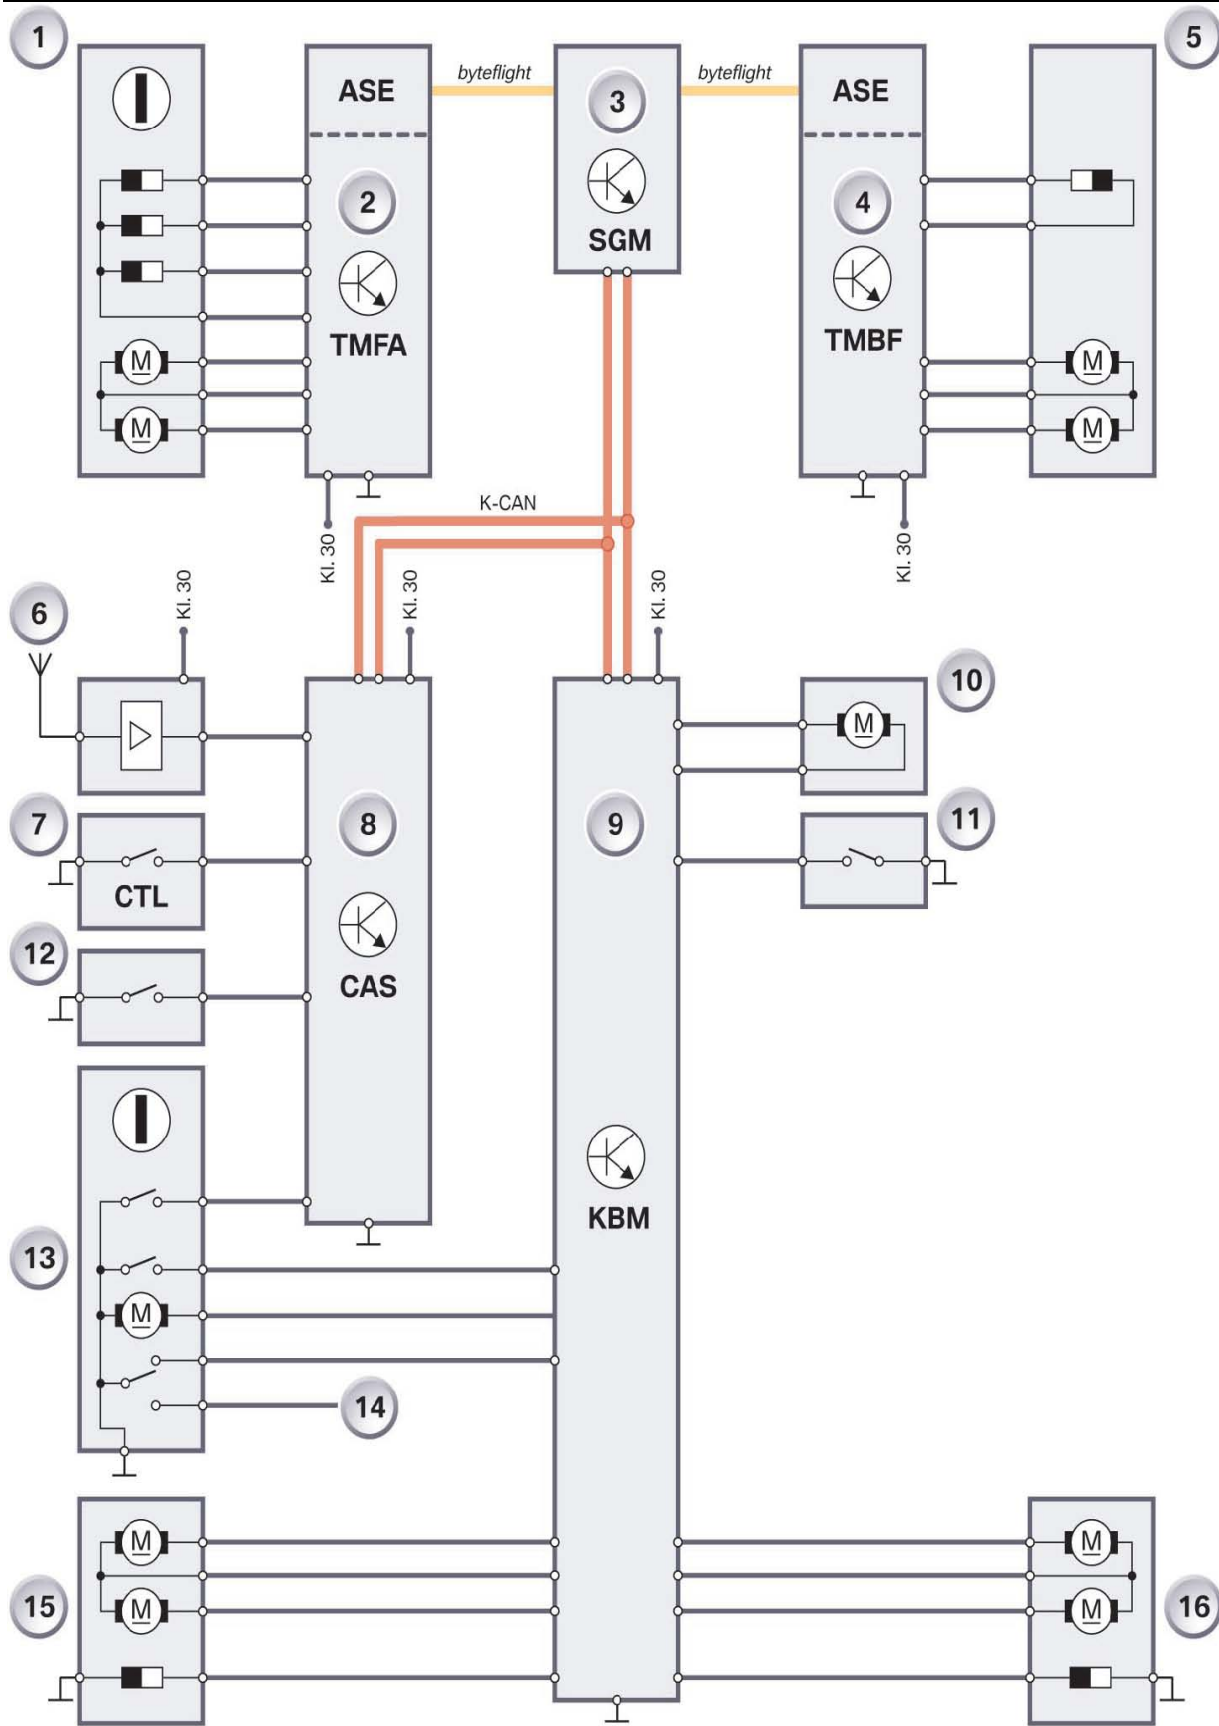 1
5
ASE
byteflight
3
byteflight
ASE
2
4
SGM
TMFA
TMBF
M
M
M
M
K-CAN
Kl. 30
Kl. 30
6
Kl. 30
Kl. 30
Kl. 30
10
M
7
8
9
11
CTL
12
CAS
KBM
13
M
14
M
M
15
M
M
16